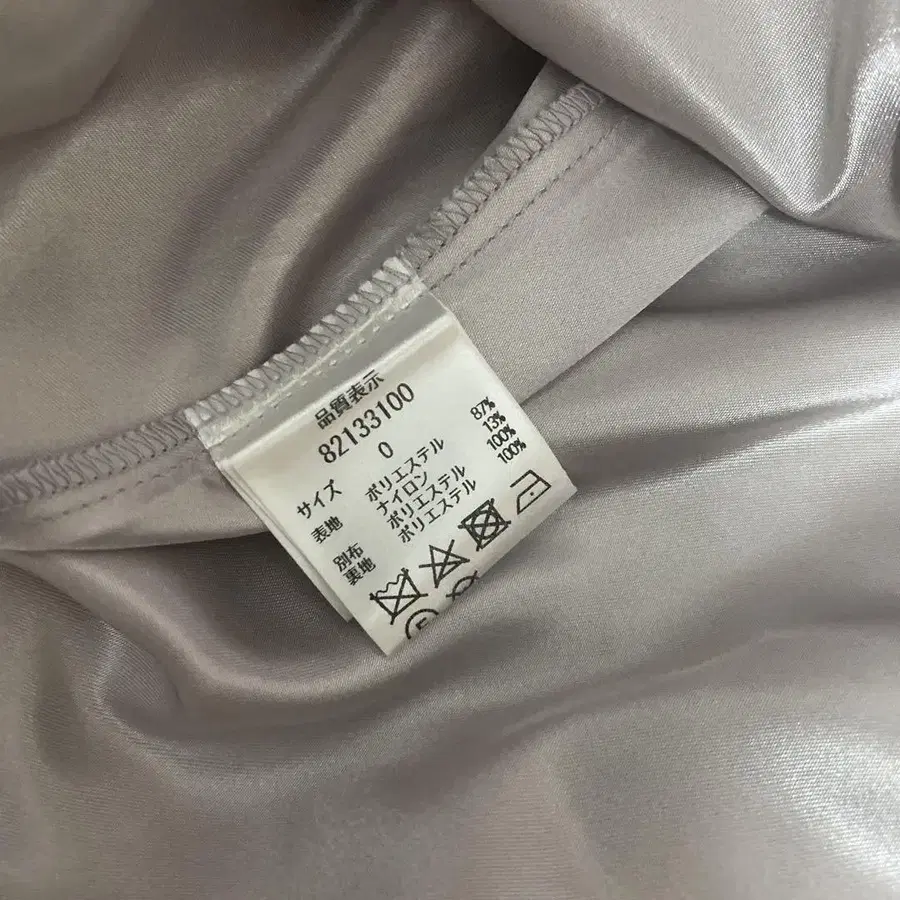 品質表示
82133100
サイズ 0
表地 ポリエステル 87%
ナイロン 13%
別布 ポリエステル 100%
裏地 ポリエステル 100%
F